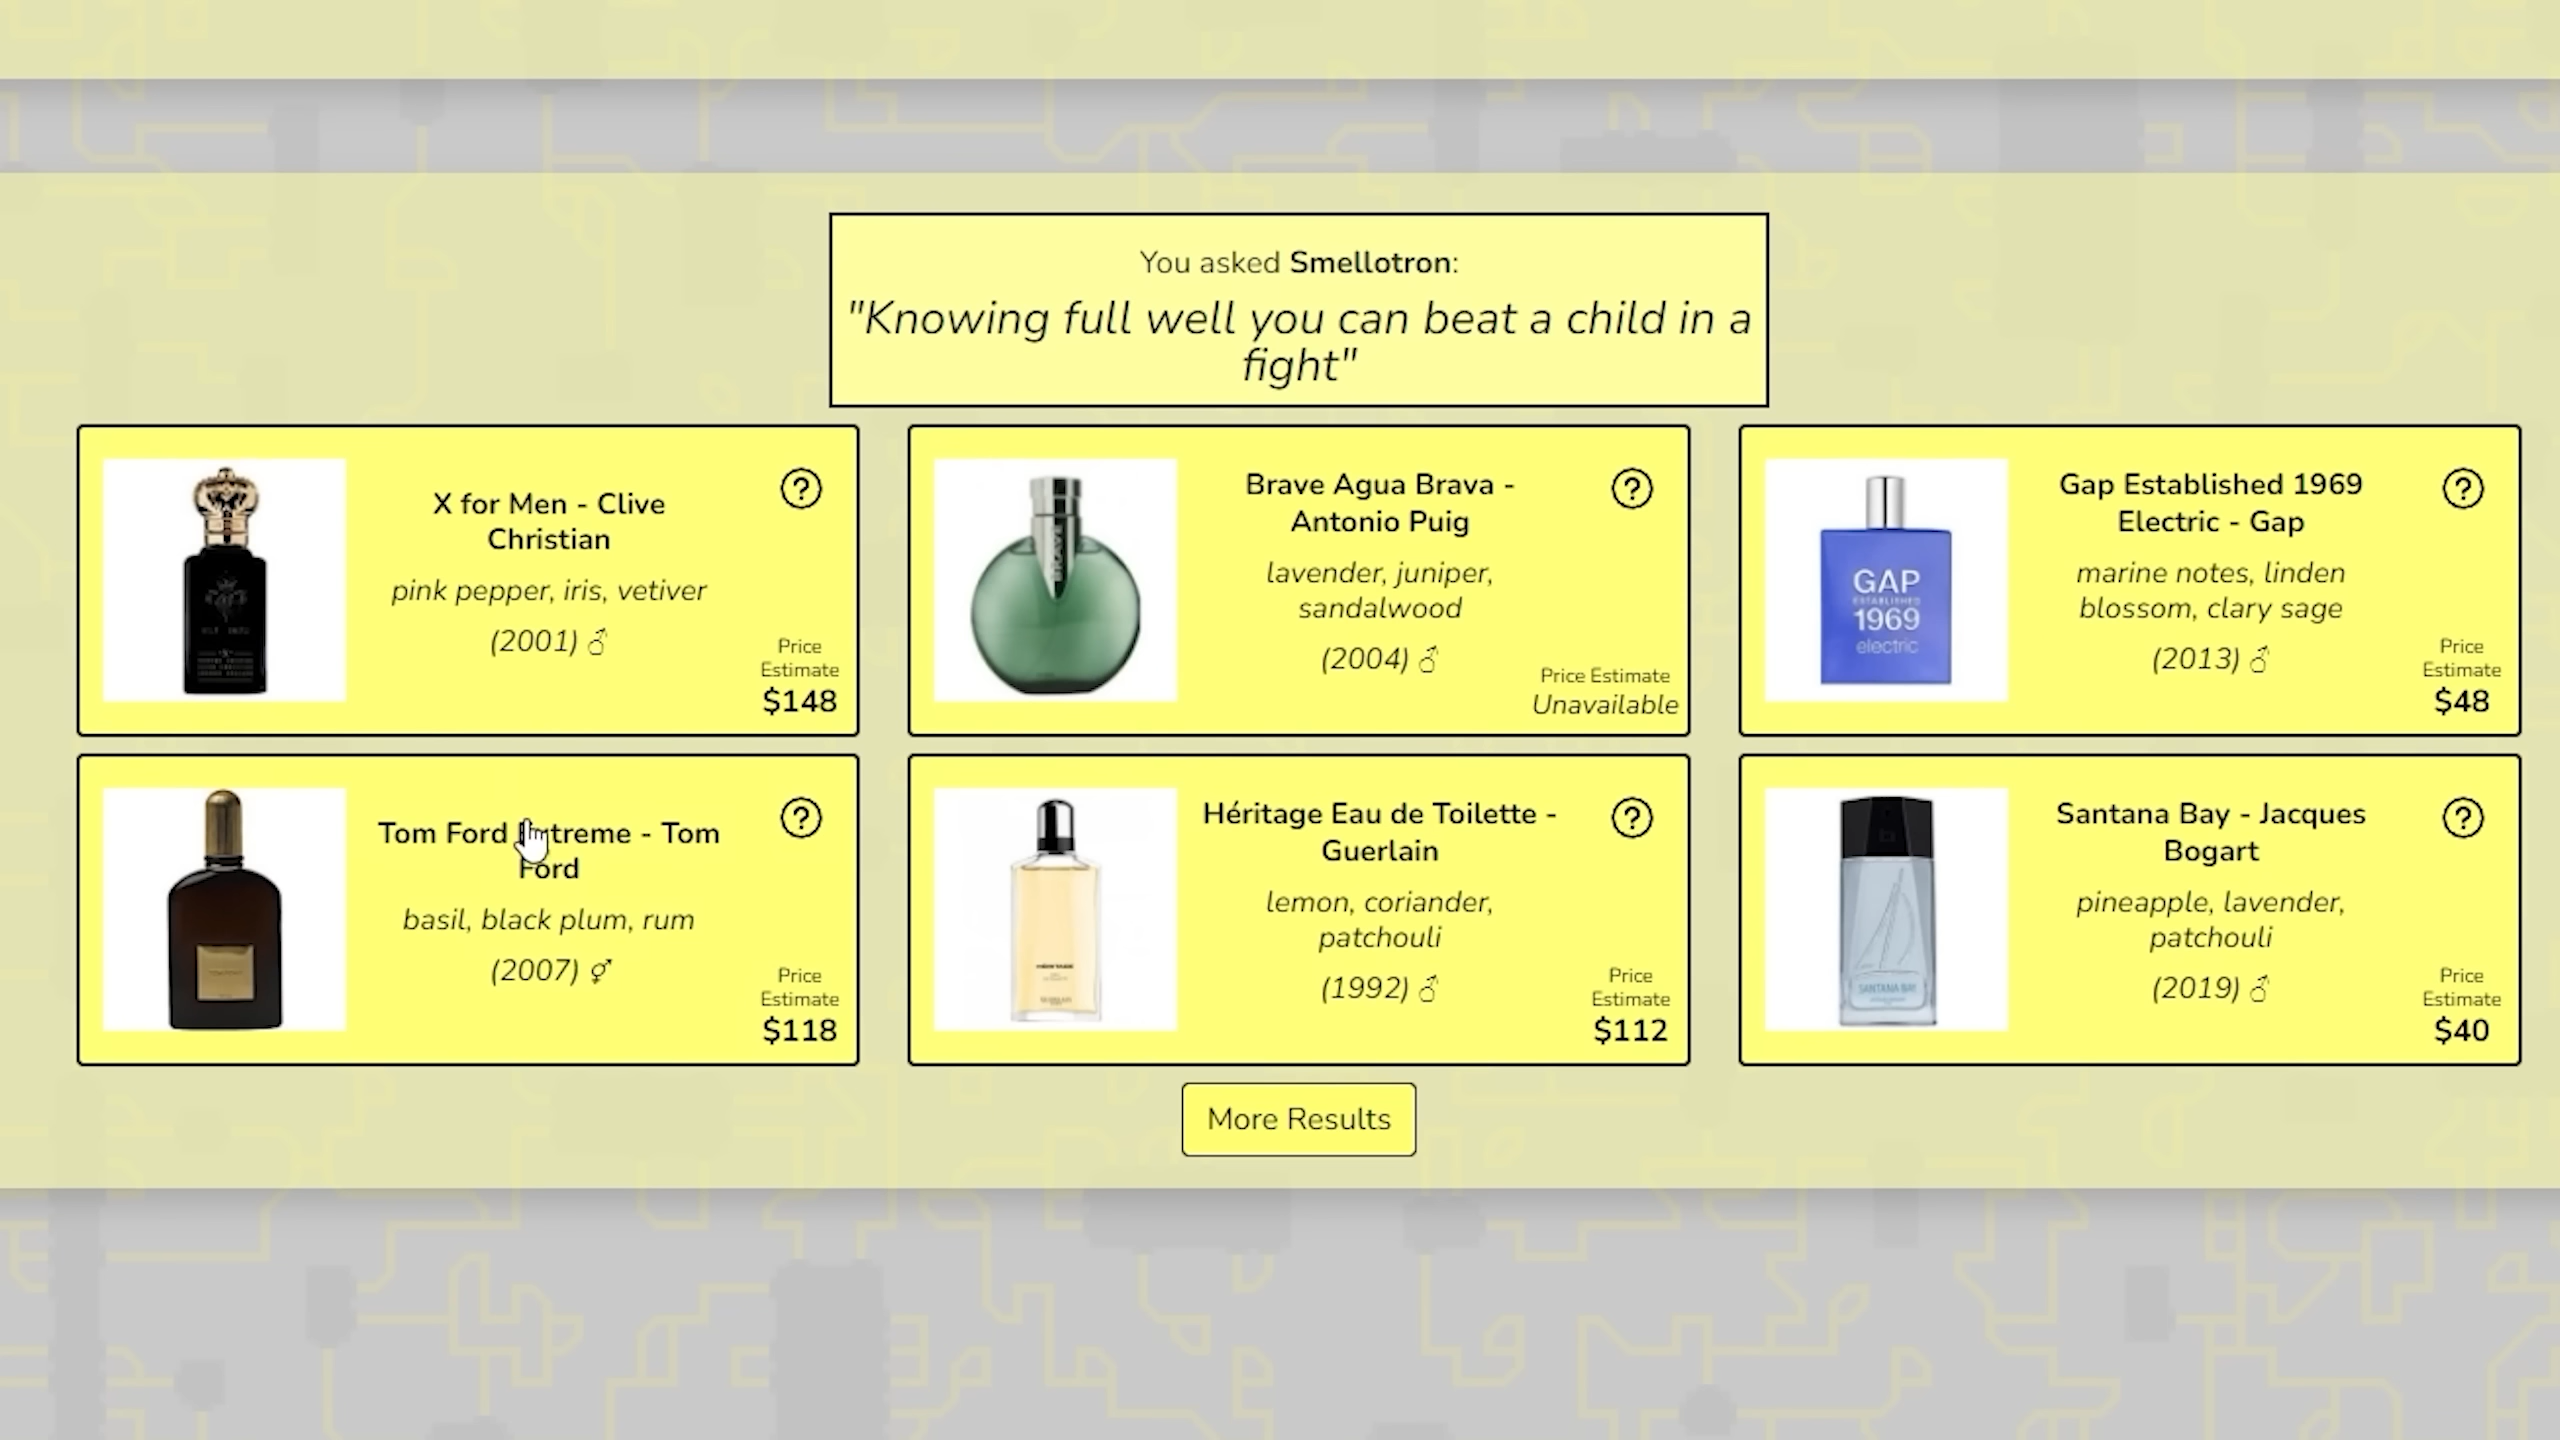 You asked Smellotron:
"Knowing full well you can beat a child in a
fight"
X for Men - Clive
Christian
pink pepper, iris, vetiver
(2001) ♂
Price
Estimate
$148
BRAVE
Brave Agua Brava -
Antonio Puig
lavender, juniper,
sandalwood
(2004) ♂
Price Estimate
Unavailable
GAP
ESTABLISHED
1969
electric
Gap Established 1969
Electric - Gap
marine notes, linden
blossom, clary sage
(2013) ♂
Price
Estimate
$48
Tom Ford Extreme - Tom
Ford
basil, black plum, rum
(2007) ⚥
Price
Estimate
$118
Héritage Eau de Toilette -
Guerlain
lemon, coriander,
patchouli
(1992) ♂
Price
Estimate
$112
SANTANA BAY
Santana Bay - Jacques
Bogart
pineapple, lavender,
patchouli
(2019) ♂
Price
Estimate
$40
More Results